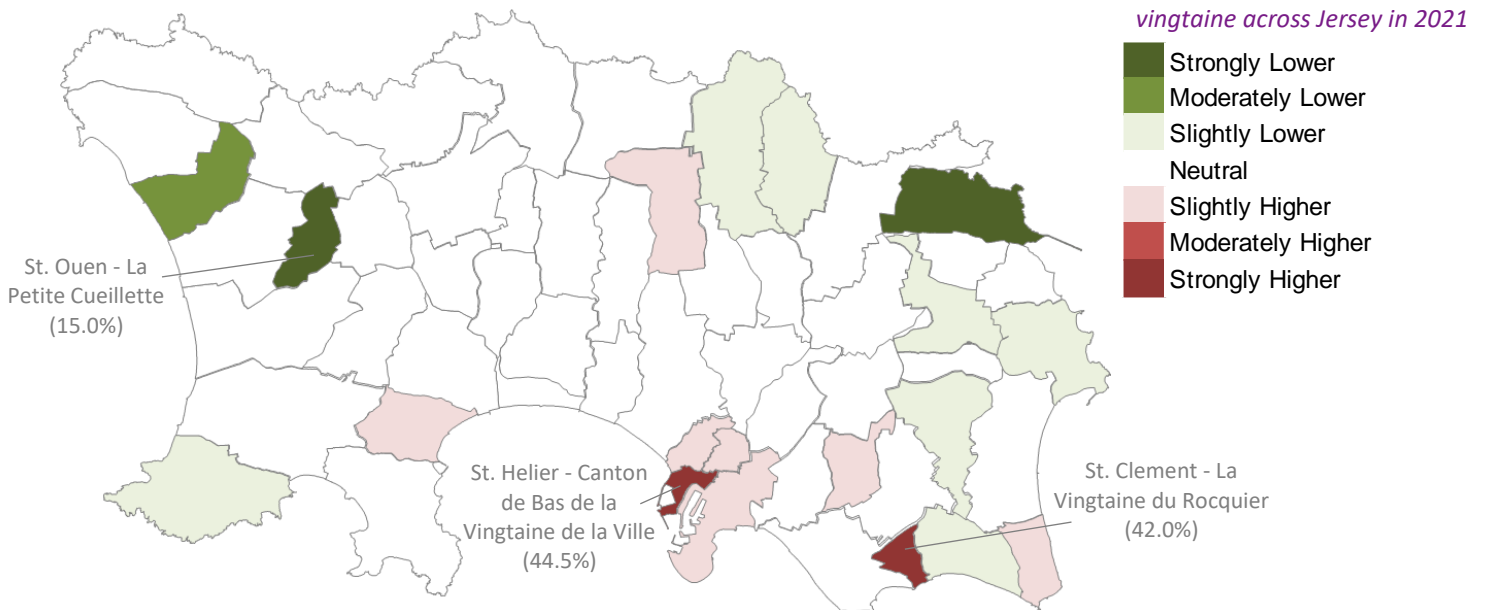 vingtaine across Jersey in 2021
Strongly Lower
Moderately Lower
Slightly Lower
Neutral
Slightly Higher
Moderately Higher
Strongly Higher
St. Ouen - La
Petite Cueillette
(15.0%)
St. Helier - Canton
de Bas de la
Vingtaine de la Ville
(44.5%)
St. Clement - La
Vingtaine du Rocquier
(42.0%)